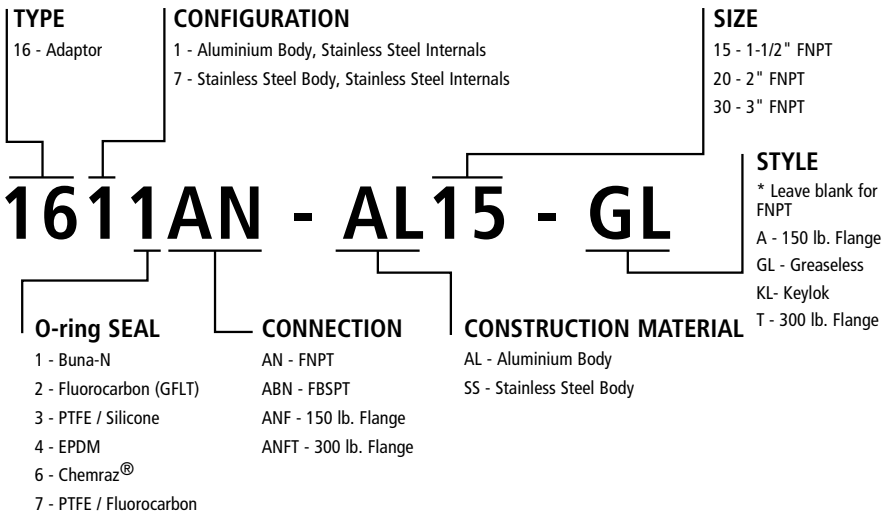 TYPE
16 - Adaptor
CONFIGURATION
1 - Aluminium Body, Stainless Steel Internals
7 - Stainless Steel Body, Stainless Steel Internals
SIZE
15 - 1-1/2" FNPT
20 - 2" FNPT
30 - 3" FNPT
1611AN - AL15 - GL
STYLE
* Leave blank for
FNPT
A - 150 lb. Flange
GL - Greaseless
KL- Keylok
T - 300 lb. Flange
O-ring SEAL
1 - Buna-N
2 - Fluorocarbon (GFLT)
3 - PTFE / Silicone
4 - EPDM
6 - Chemraz®
7 - PTFE / Fluorocarbon
CONNECTION
AN - FNPT
ABN - FBSPT
ANF - 150 lb. Flange
ANFT - 300 lb. Flange
CONSTRUCTION MATERIAL
AL - Aluminium Body
SS - Stainless Steel Body